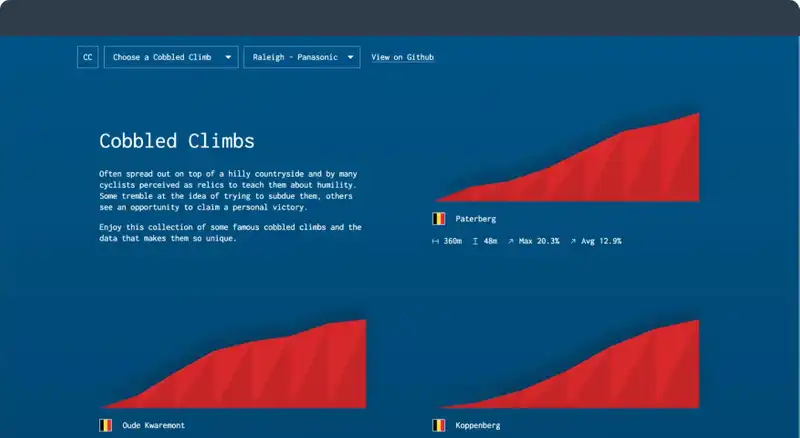 CC Choose a Cobbled Climb Raleigh - Panasonic View on Github
Cobbled Climbs
Often spread out on top of a hilly countryside and by many
cyclists perceived as relics to teach them about humility.
Some tremble at the idea of trying to subdue them, others
see an opportunity to claim a personal victory.
Enjoy this collection of some famous cobbled climbs and the
data that makes them so unique.
Paterberg
360m 48m Max 20.3% Avg 12.9%
Oude Kwaremont
Koppenberg